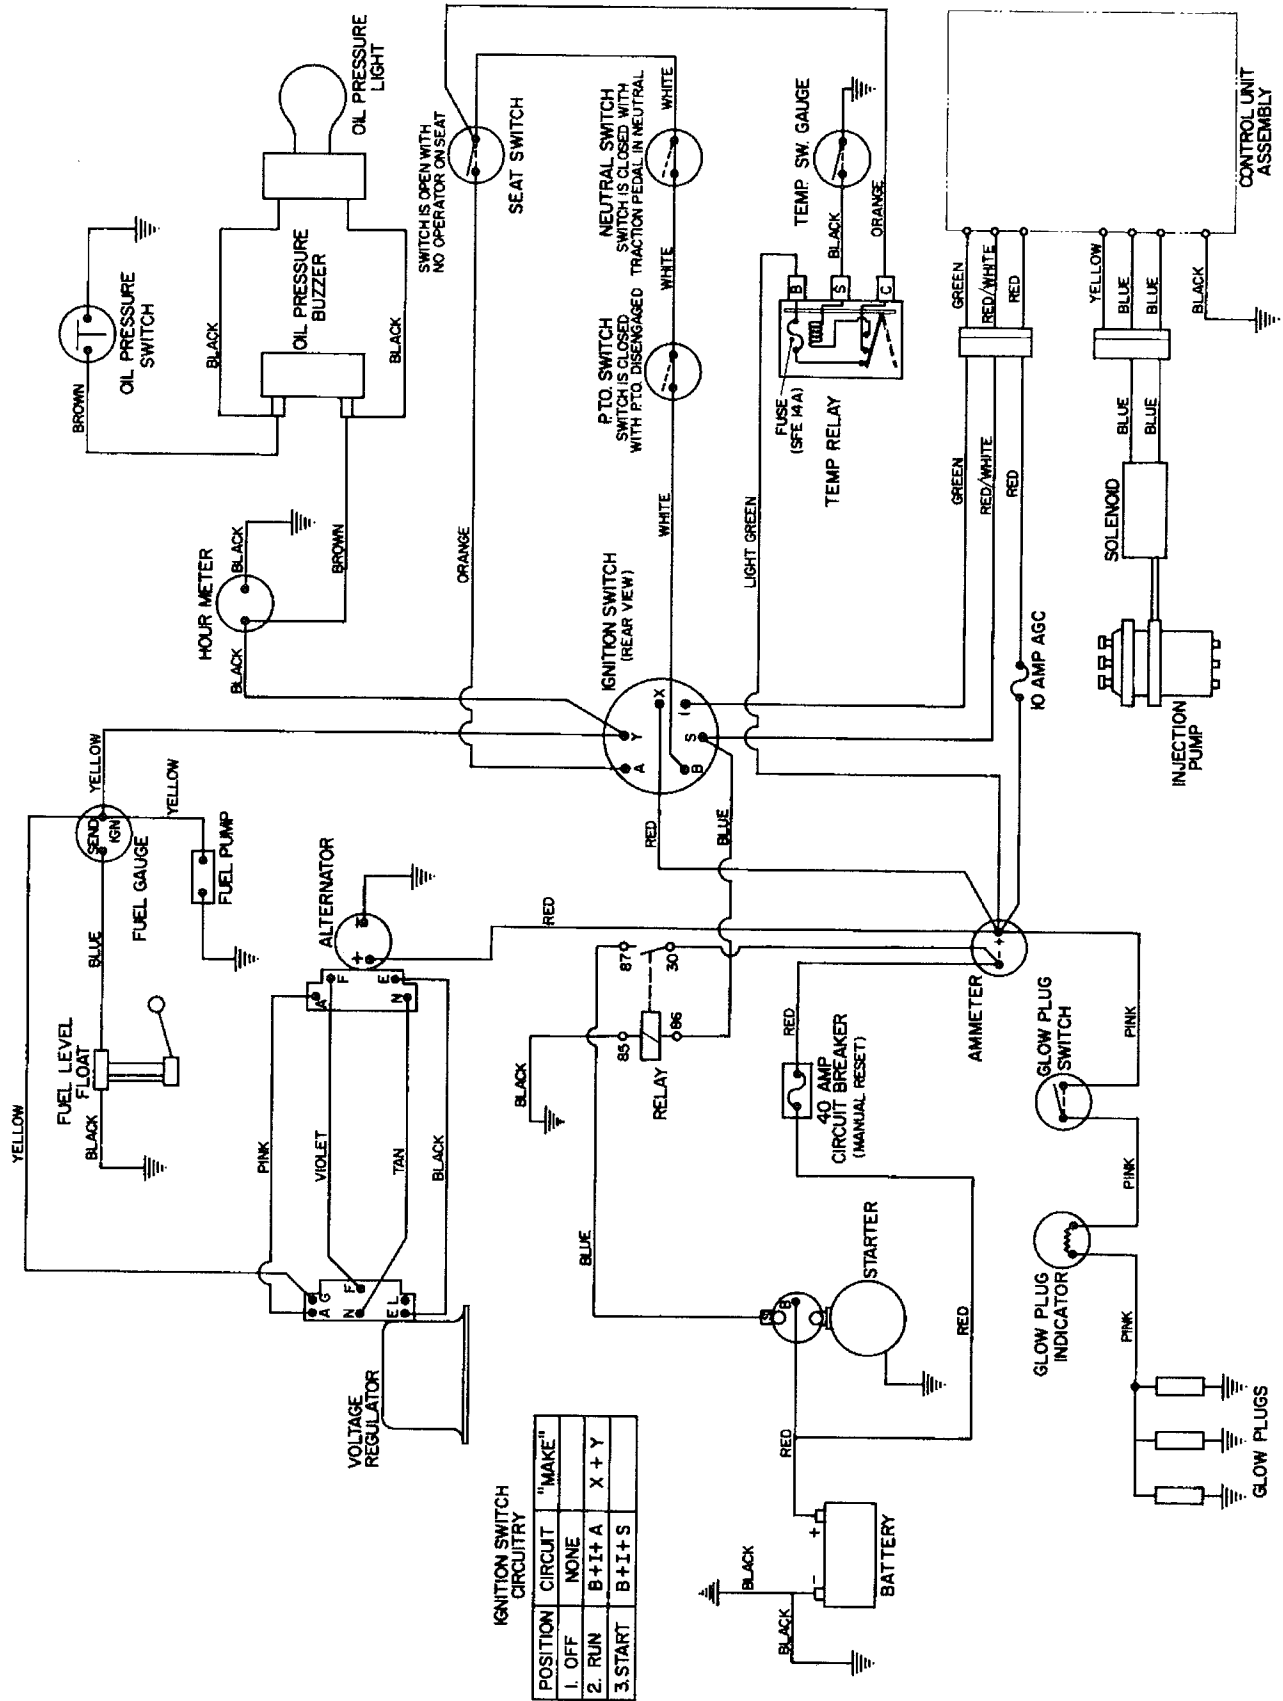 OIL PRESSURE
LIGHT
OIL PRESSURE
SWITCH
BROWN
BLACK
OIL PRESSURE
BUZZER
BLACK
HOUR METER
BLACK
BROWN
BLACK
SWITCH IS OPEN WITH
NO OPERATOR ON SEAT
SEAT SWITCH
ORANGE
WHITE
NEUTRAL SWITCH
SWITCH IS CLOSED WITH
TRACTION PEDAL IN NEUTRAL
WHITE
P.T.O. SWITCH
SWITCH IS CLOSED
WITH P.T.O. DISENGAGED
WHITE
IGNITION SWITCH
(REAR VIEW)
A
Y
X
B
S
I
TEMP. SW. GAUGE
BLACK
ORANGE
B
S
C
FUSE
(SFE 14A)
TEMP RELAY
LIGHT GREEN
CONTROL UNIT
ASSEMBLY
GREEN
RED/WHITE
RED
YELLOW
BLUE
BLUE
BLACK
GREEN
RED/WHITE
RED
BLUE
BLUE
SOLENOID
10 AMP AGC
INJECTION
PUMP
YELLOW
YELLOW
SEND
IGN
FUEL GAUGE
FUEL PUMP
BLUE
FUEL LEVEL
FLOAT
BLACK
YELLOW
ALTERNATOR
+
A
F
E
N
RED
PINK
VIOLET
TAN
BLACK
A
G
N
F
E
L
VOLTAGE
REGULATOR
RED
BLUE
87
30
85
86
RELAY
BLACK
BLUE
- +
AMMETER
RED
40 AMP
CIRCUIT BREAKER
(MANUAL RESET)
GLOW PLUG
SWITCH
PINK
PINK
GLOW PLUG
INDICATOR
PINK
GLOW PLUGS
S
B
STARTER
RED
RED
+
-
BATTERY
BLACK
BLACK
IGNITION SWITCH
CIRCUITRY
POSITION CIRCUIT "MAKE"
1. OFF NONE
2. RUN B+I+A X+Y
3. START B+I+S